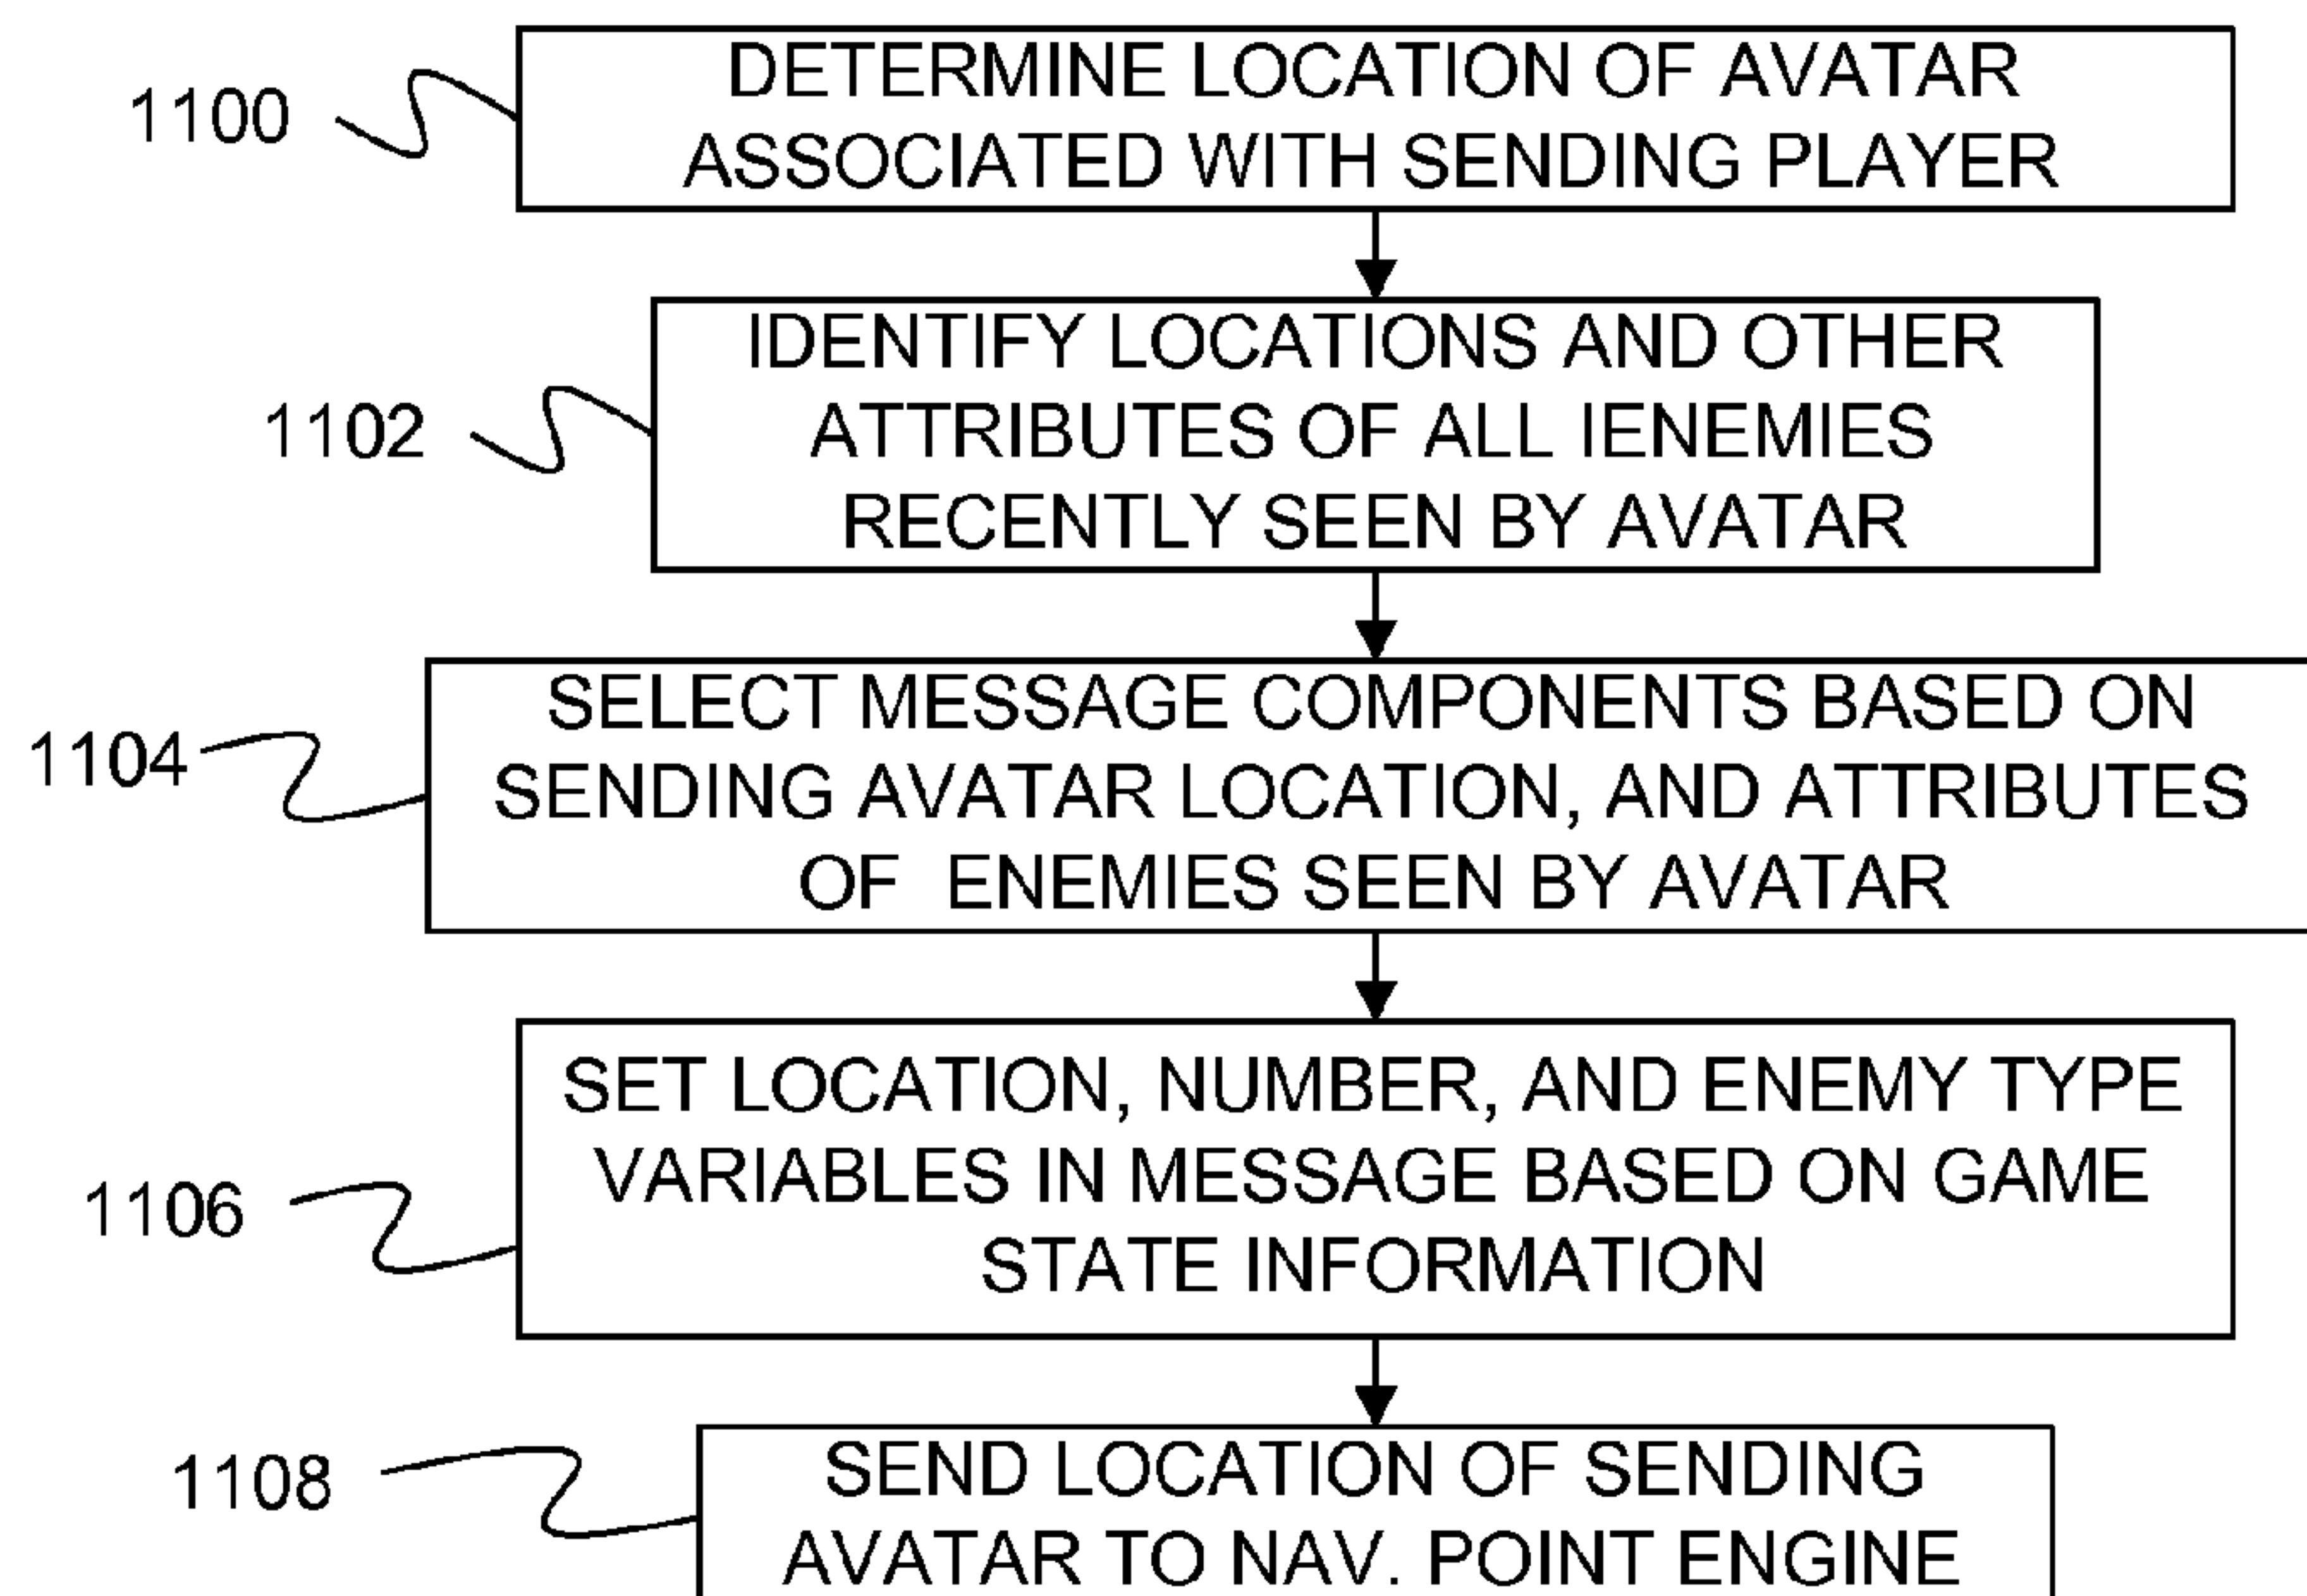 1100
DETERMINE LOCATION OF AVATAR
ASSOCIATED WITH SENDING PLAYER
1102
IDENTIFY LOCATIONS AND OTHER
ATTRIBUTES OF ALL IENEMIES
RECENTLY SEEN BY AVATAR
1104
SELECT MESSAGE COMPONENTS BASED ON
SENDING AVATAR LOCATION, AND ATTRIBUTES
OF ENEMIES SEEN BY AVATAR
1106
SET LOCATION, NUMBER, AND ENEMY TYPE
VARIABLES IN MESSAGE BASED ON GAME
STATE INFORMATION
1108
SEND LOCATION OF SENDING
AVATAR TO NAV. POINT ENGINE